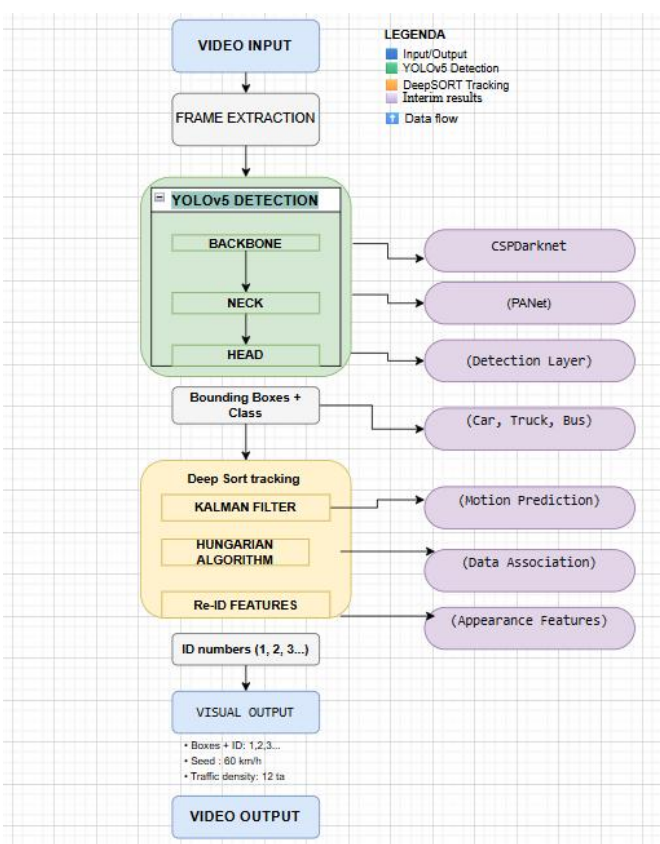 VIDEO INPUT
LEGENDA
Input/Output
YOLOv5 Detection
DeepSORT Tracking
Interim results
Data flow
FRAME EXTRACTION
YOLOv5 DETECTION
BACKBONE
CSPDarknet
NECK
(PANet)
HEAD
(Detection Layer)
Bounding Boxes +
Class
(Car, Truck, Bus)
Deep Sort tracking
KALMAN FILTER
(Motion Prediction)
HUNGARIAN
ALGORITHM
(Data Association)
Re-ID FEATURES
(Appearance Features)
ID numbers (1, 2, 3...)
VISUAL OUTPUT
• Boxes + ID: 1,2,3...
• Seed : 60 km/h
• Traffic density: 12 ta
VIDEO OUTPUT